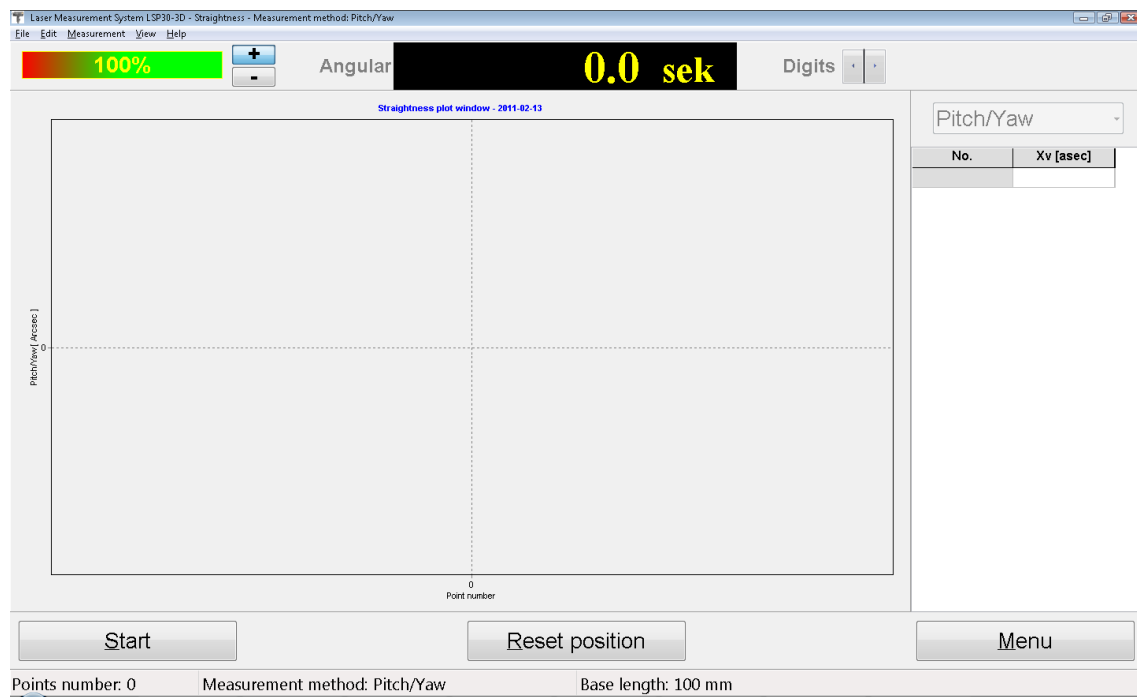 Laser Measurement System LSP30-3D - Straightness - Measurement method: Pitch/Yaw
File Edit Measurement View Help
100%
+
-
Angular
0.0 sek
Digits
Straightness plot window - 2011-02-13
Pitch/Yaw
No. Xv [asec]
Pitch/Yaw[ Arcsec ]
0
0
Point number
Start
Reset position
Menu
Points number: 0
Measurement method: Pitch/Yaw
Base length: 100 mm